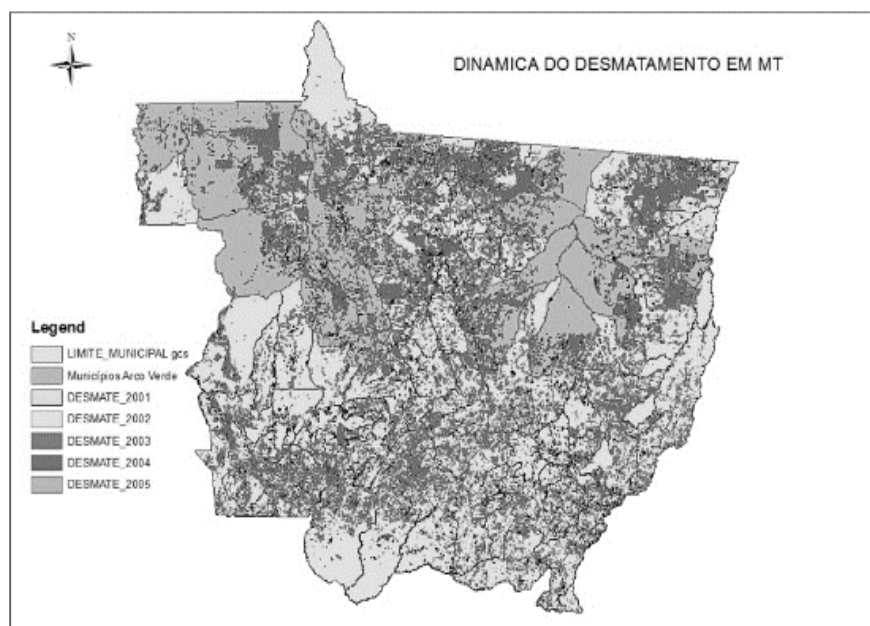 N
DINAMICA DO DESMATAMENTO EM MT
Legend
LIMITE_MUNICIPAL gcs
Municípios Arco Verde
DESMATE_2001
DESMATE_2002
DESMATE_2003
DESMATE_2004
DESMATE_2005